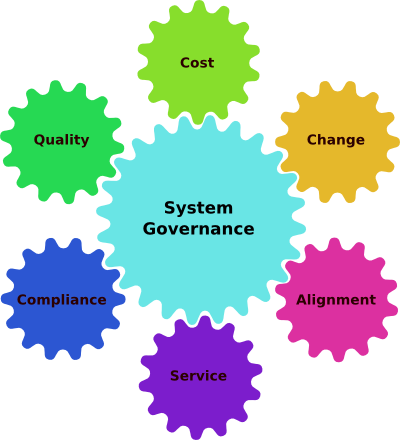 Cost
Quality
Change
System
Governance
Compliance
Alignment
Service